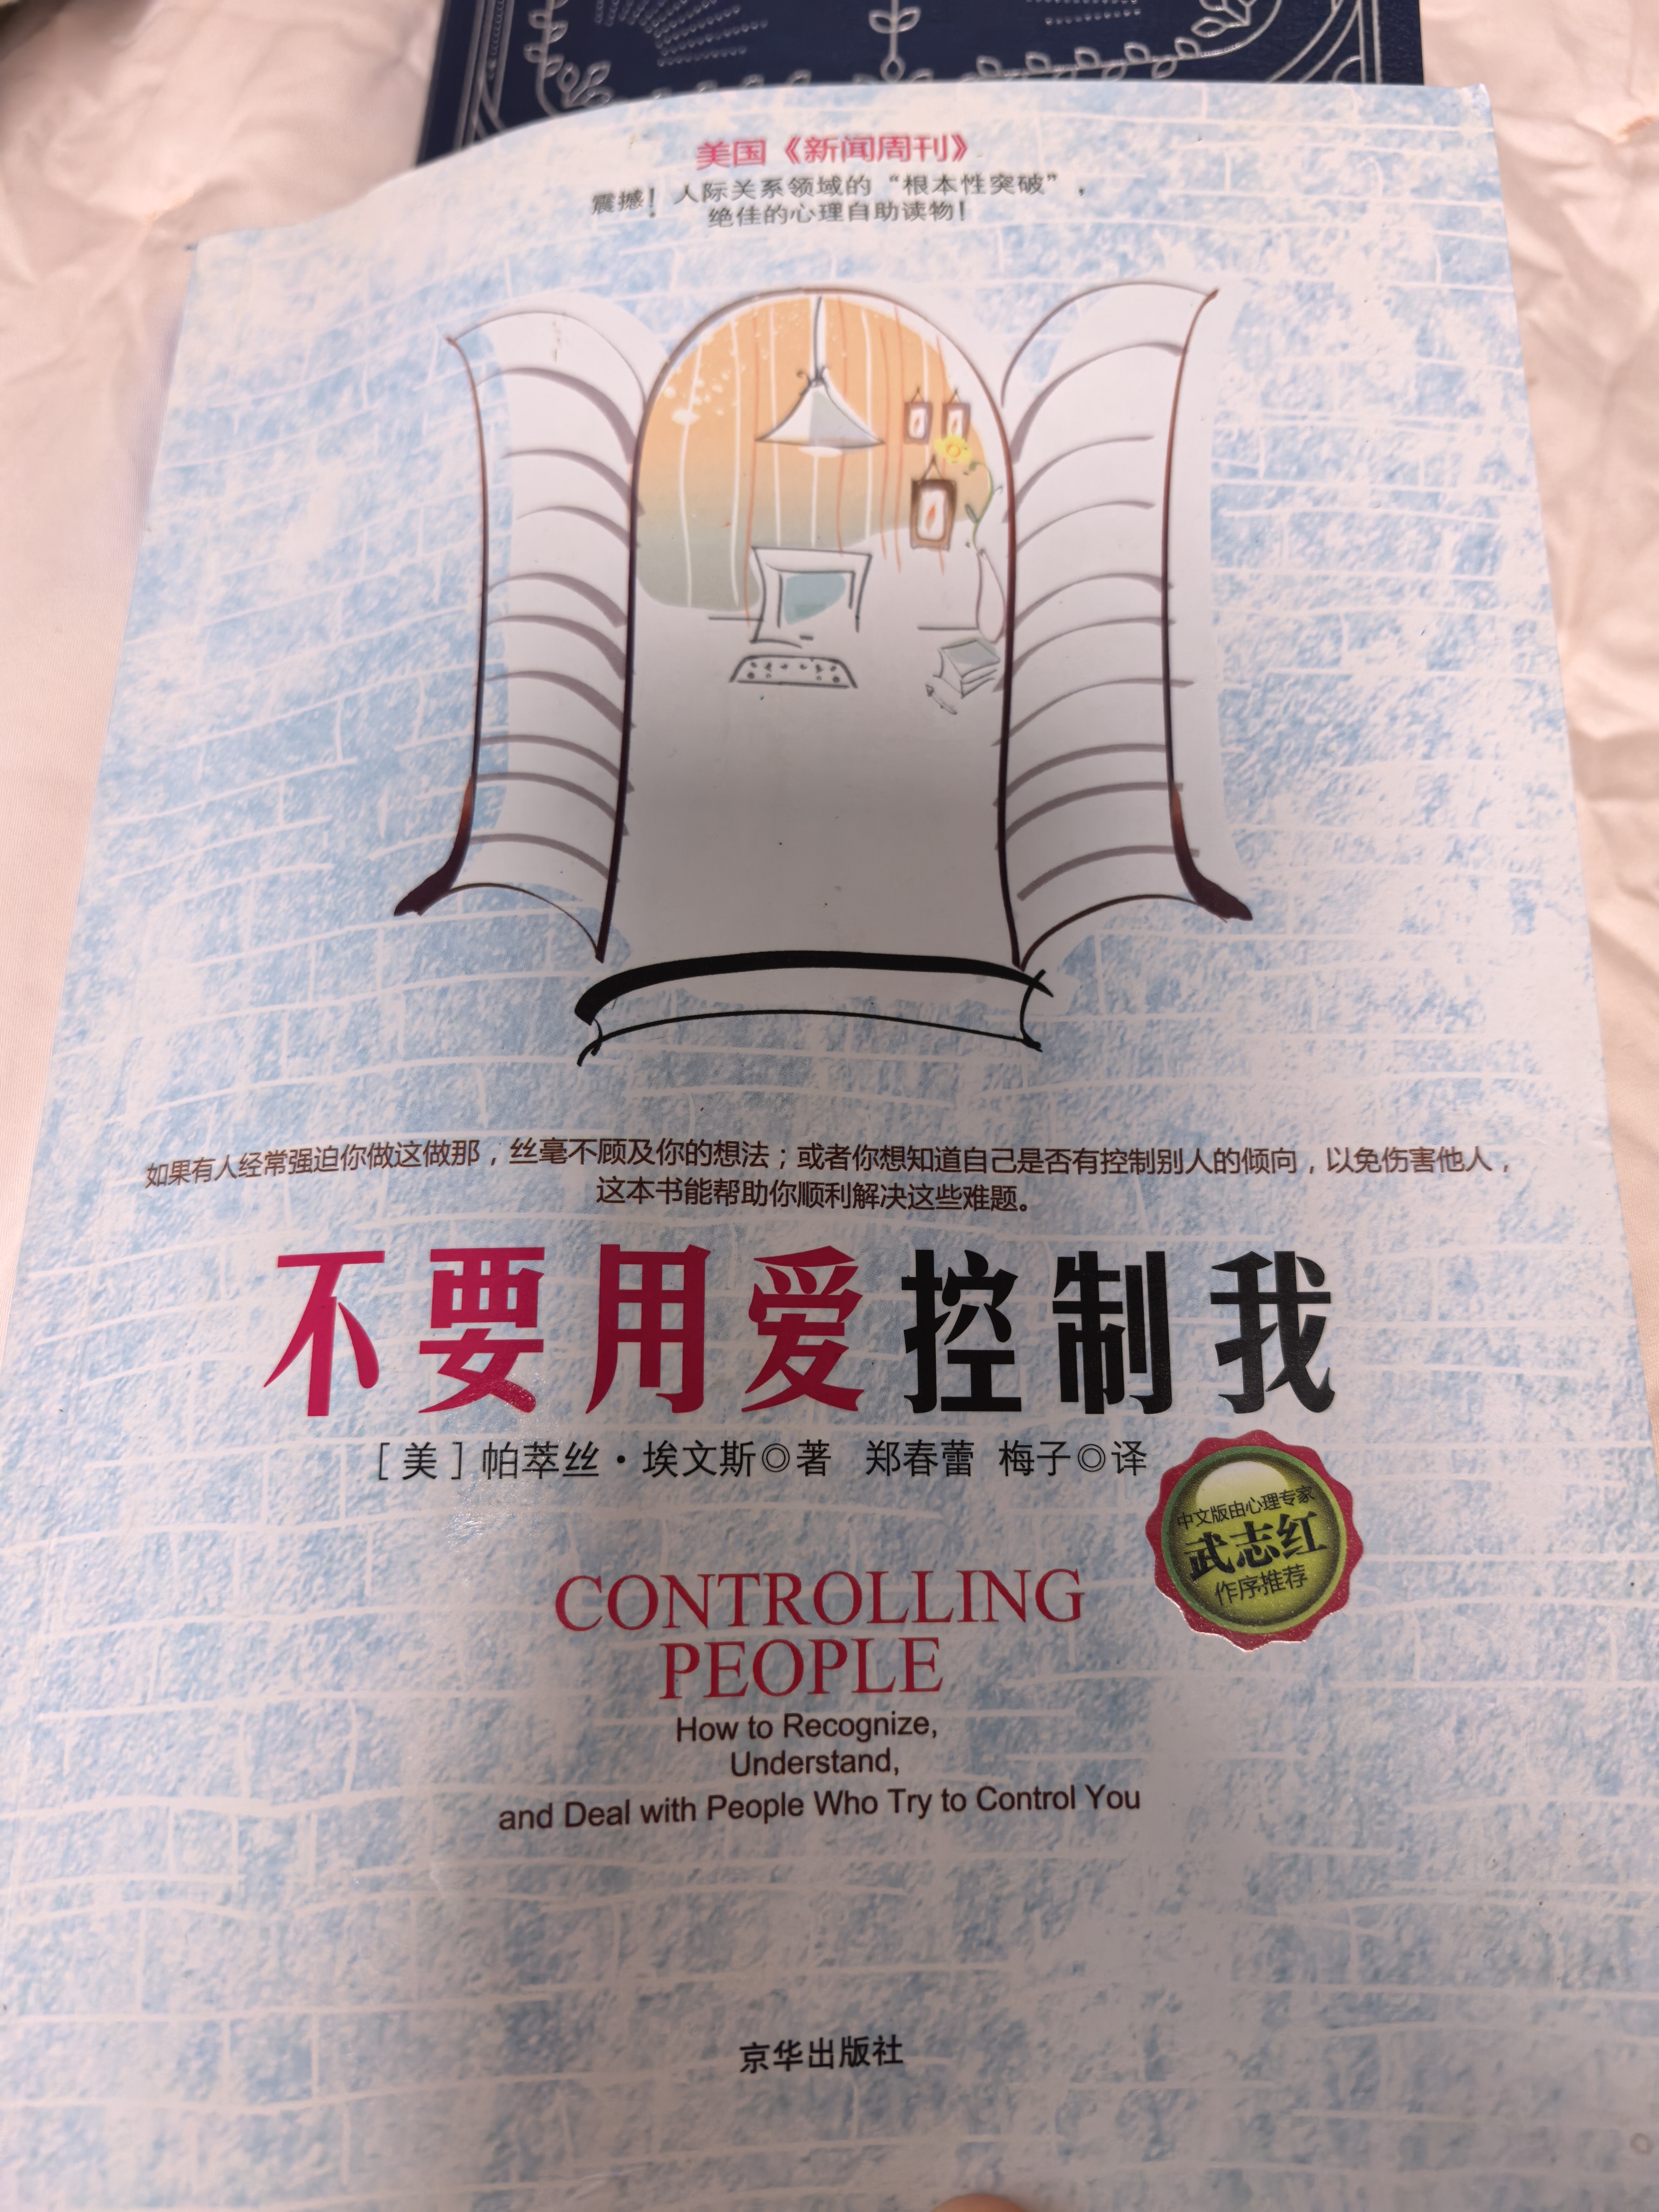 美国《新闻周刊》
震撼！人际关系领域的“根本性突破”，
绝佳的心理自助读物！
如果有人经常强迫你做这做那，丝毫不顾及你的想法；或者你想知道自己是否有控制别人的倾向，以免伤害他人，
这本书能帮助你顺利解决这些难题。
不要用爱控制我
［美］帕萃丝·埃文斯◎著 郑春蕾 梅子◎译
中文版由心理专家
武志红
作序推荐
CONTROLLING
PEOPLE
How to Recognize,
Understand,
and Deal with People Who Try to Control You
京华出版社